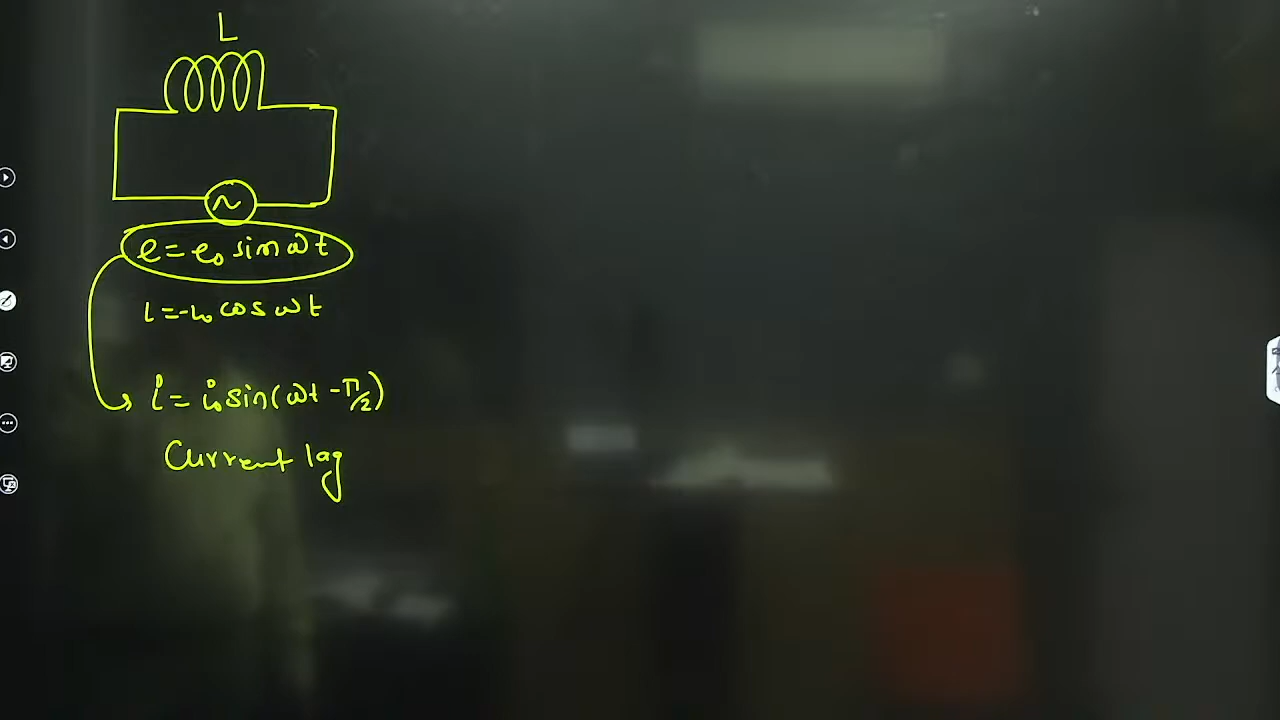 L
~
e = e₀ sin ωt
i = -i₀ cos ωt
i = i₀ sin(ωt - π/2)
Current lag